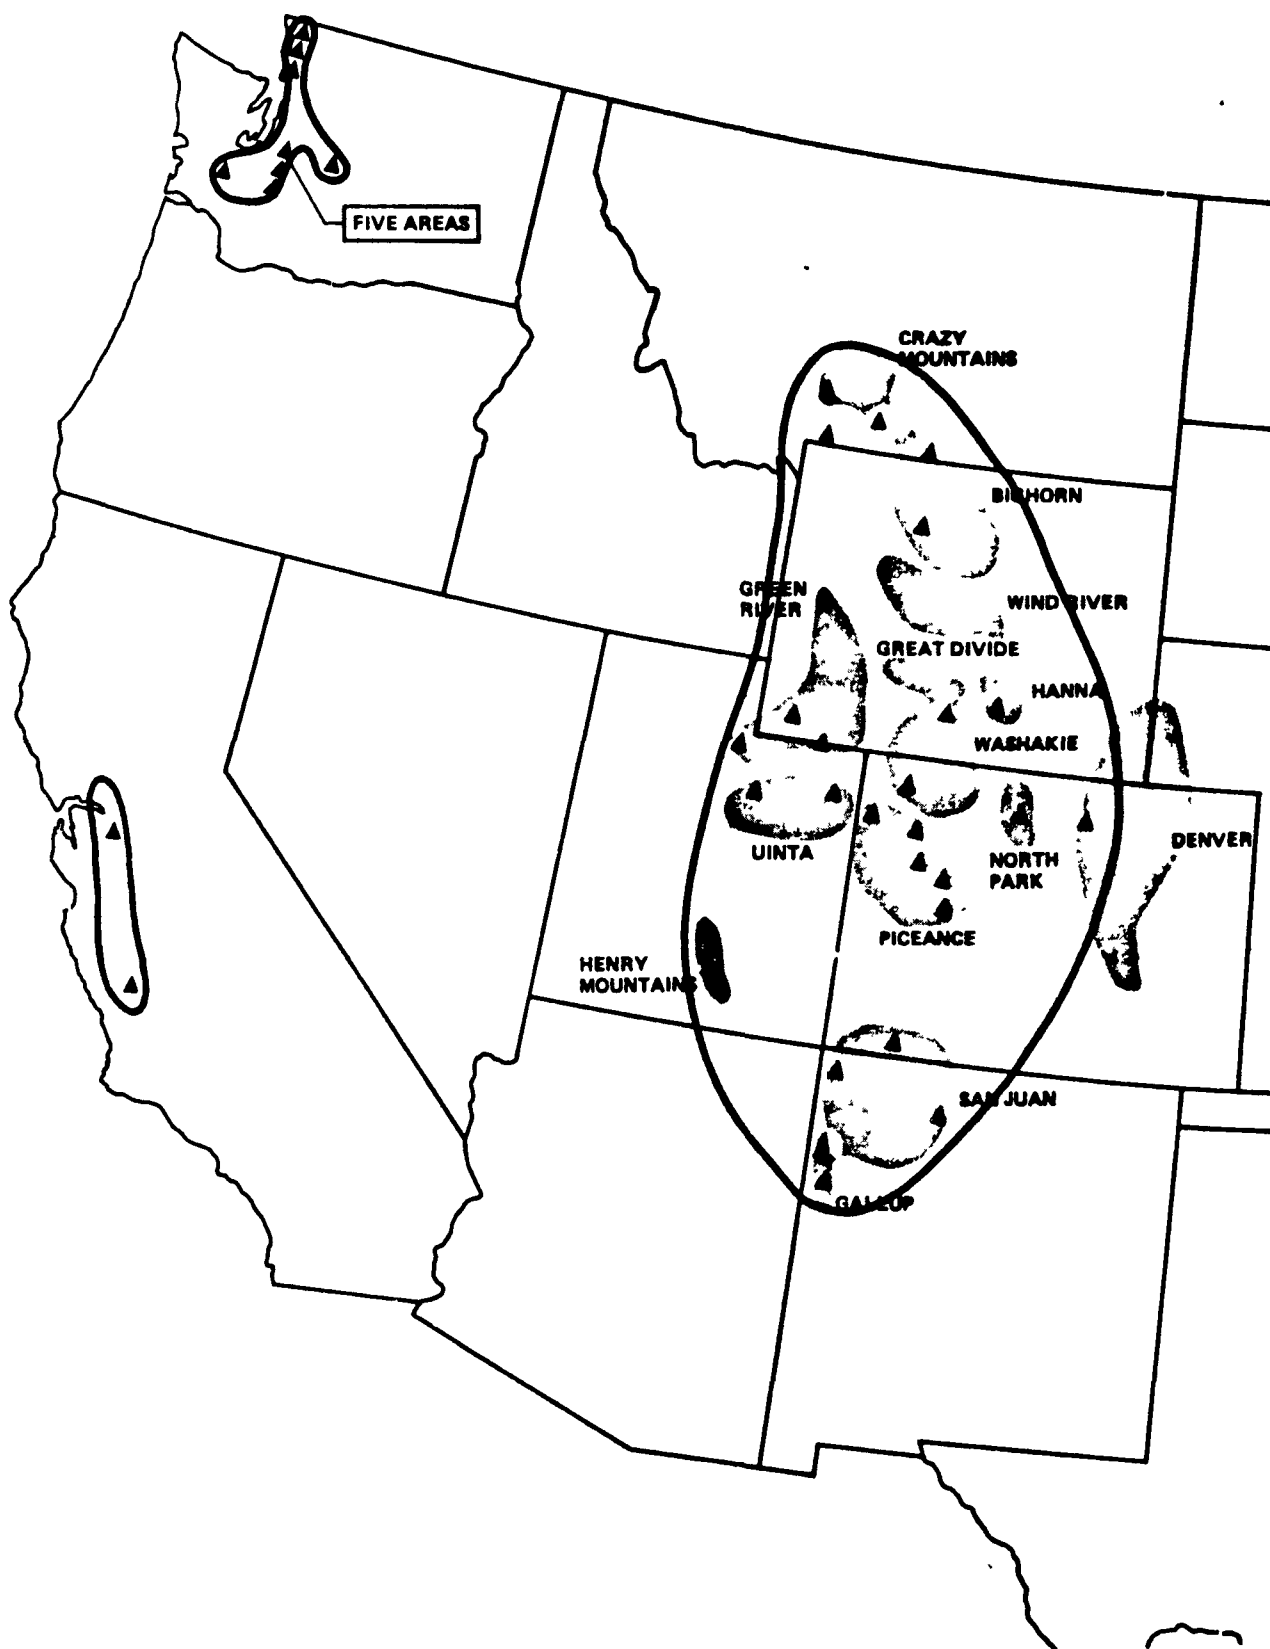 FIVE AREAS
CRAZY
MOUNTAINS
BIGHORN
GREEN
RIVER
WIND RIVER
GREAT DIVIDE
HANNA
WASHAKIE
DENVER
UINTA
NORTH
PARK
PICEANCE
HENRY
MOUNTAINS
SAN JUAN
GALLUP